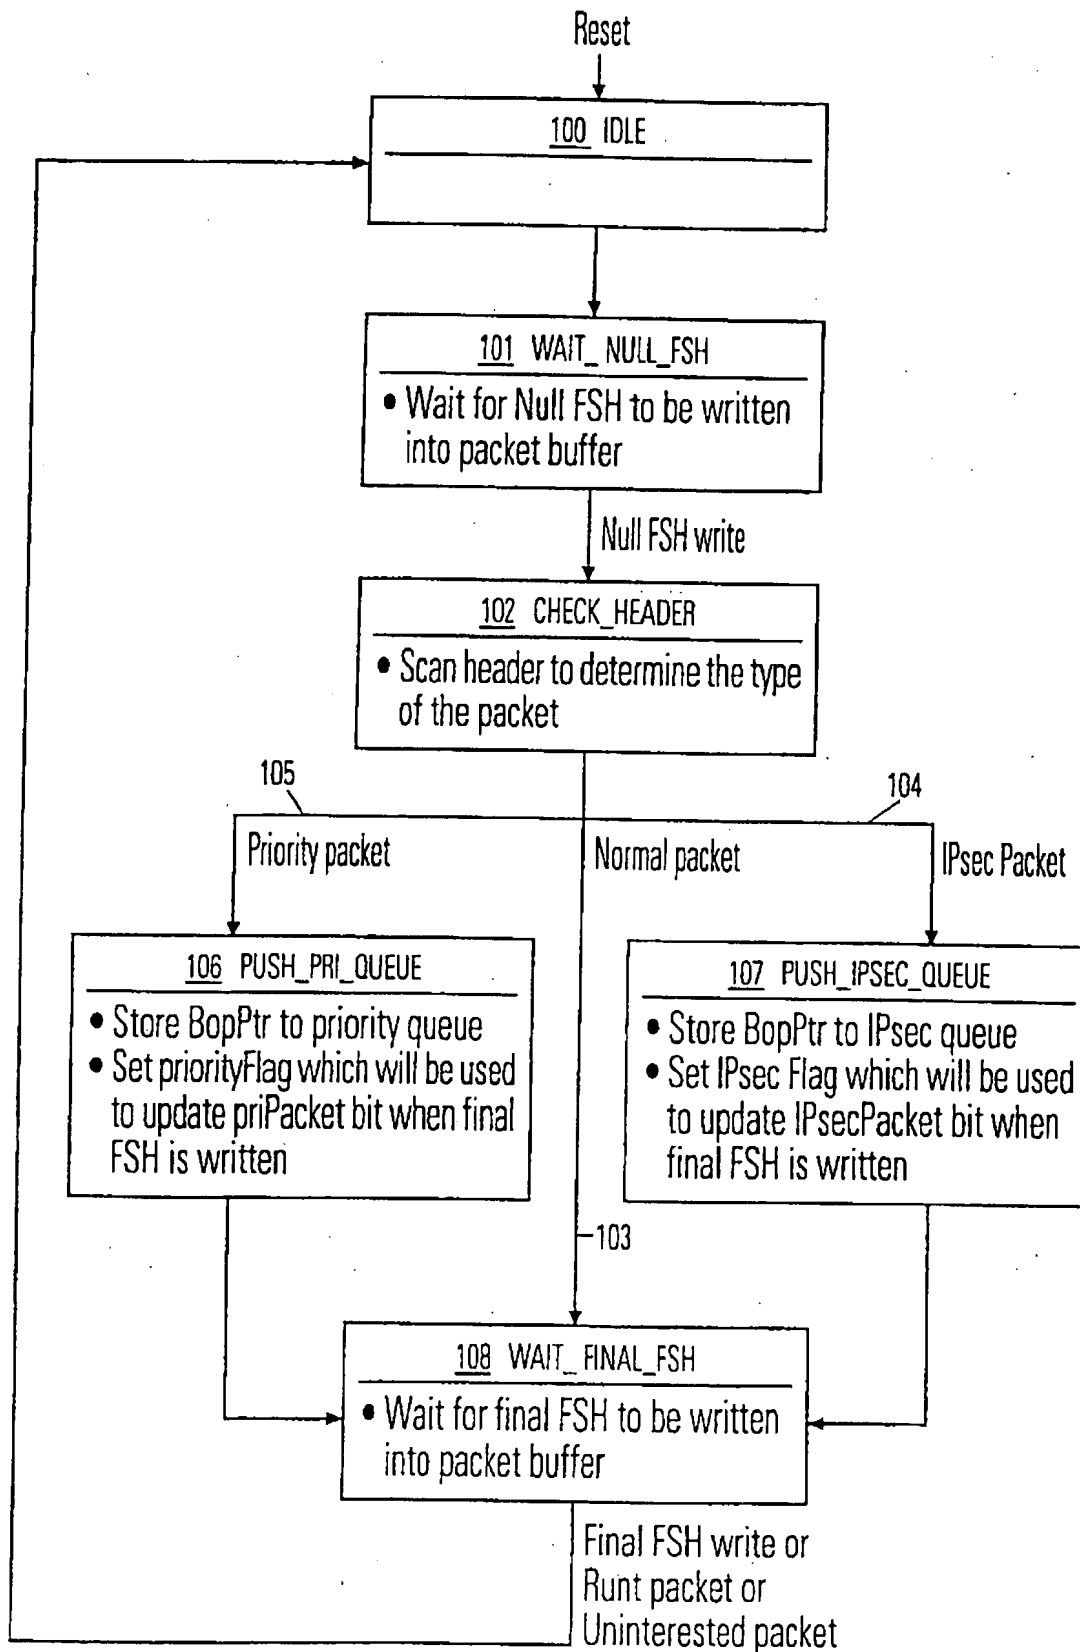 Reset
100 IDLE
101 WAIT_NULL_FSH
• Wait for Null FSH to be written
into packet buffer
Null FSH write
102 CHECK_HEADER
• Scan header to determine the type
of the packet
105
104
Priority packet
Normal packet
IPsec Packet
106 PUSH_PRI_QUEUE
• Store BopPtr to priority queue
• Set priorityFlag which will be used
to update priPacket bit when final
FSH is written
107 PUSH_IPSEC_QUEUE
• Store BopPtr to IPsec queue
• Set IPsec Flag which will be used
to update IPsecPacket bit when
final FSH is written
103
108 WAIT_FINAL_FSH
• Wait for final FSH to be written
into packet buffer
Final FSH write or
Runt packet or
Uninterested packet